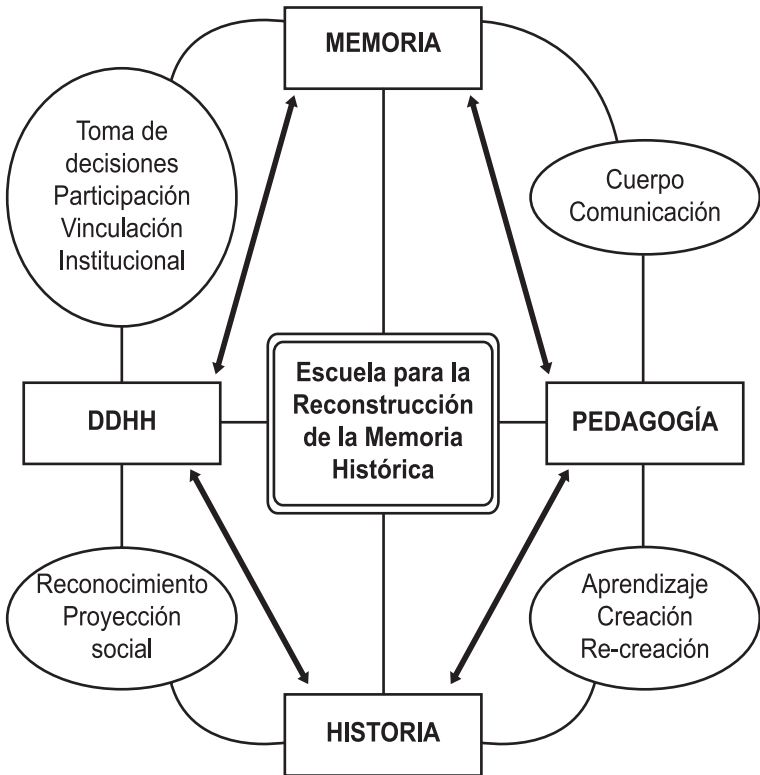 MEMORIA
Toma de
decisiones
Participación
Vinculación
Institucional
Cuerpo
Comunicación
Escuela para la
Reconstrucción
de la Memoria
Histórica
DDHH
PEDAGOGÍA
Reconocimiento
Proyección
social
Aprendizaje
Creación
Re-creación
HISTORIA